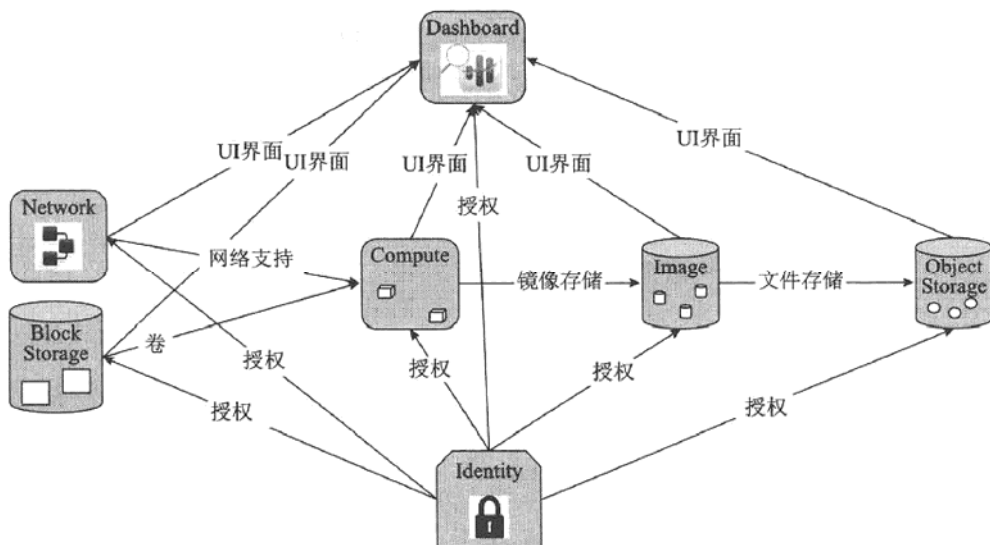 Dashboard
UI界面
UI界面
UI界面
UI界面
UI界面
Network
授权
网络支持
Compute
镜像存储
Image
文件存储
Object
Storage
Block
Storage
卷
授权
授权
授权
授权
授权
Identity